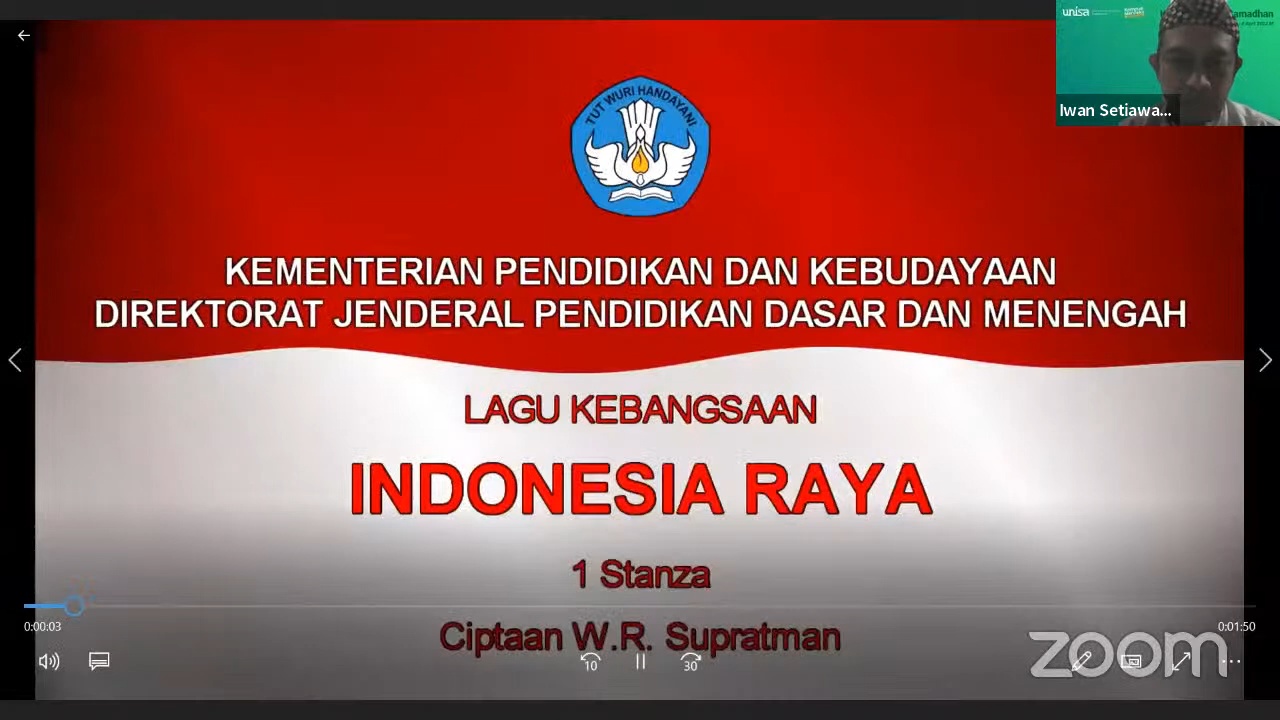 unisa
amadhan
Iwan Setiawa...
TUT WURI HANDAYANI
KEMENTERIAN PENDIDIKAN DAN KEBUDAYAAN
DIREKTORAT JENDERAL PENDIDIKAN DASAR DAN MENENGAH
LAGU KEBANGSAAN
INDONESIA RAYA
1 Stanza
Ciptaan W.R. Supratman
0:00:03
0:01:50
10
30
zoom